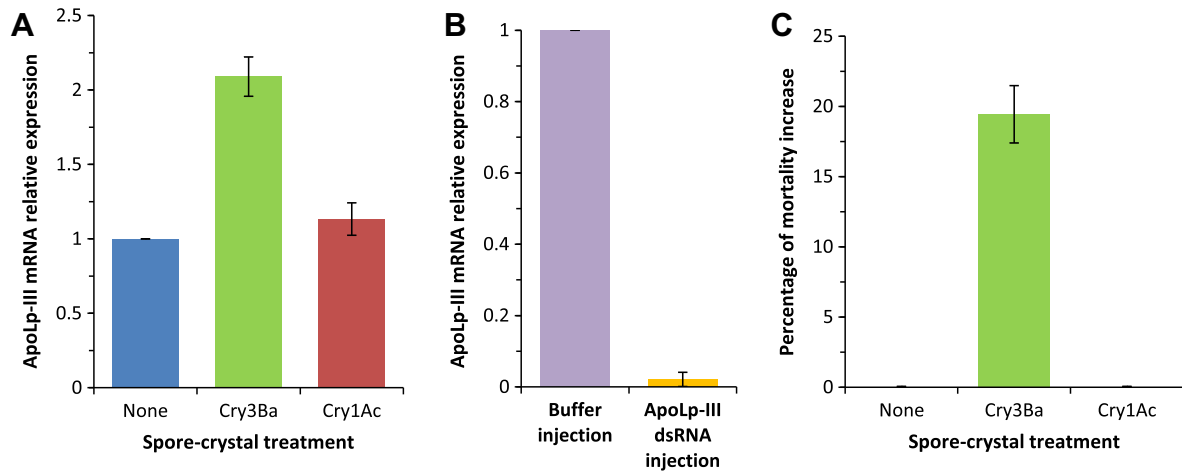 A
ApoLp-III mRNA relative expression
2.5
2
1.5
1
0.5
0
None
Cry3Ba
Cry1Ac
Spore-crystal treatment
B
ApoLp-III mRNA relative expression
1
0.8
0.6
0.4
0.2
0
Buffer
injection
ApoLp-III
dsRNA
injection
C
Percentage of mortality increase
25
20
15
10
5
0
None
Cry3Ba
Cry1Ac
Spore-crystal treatment